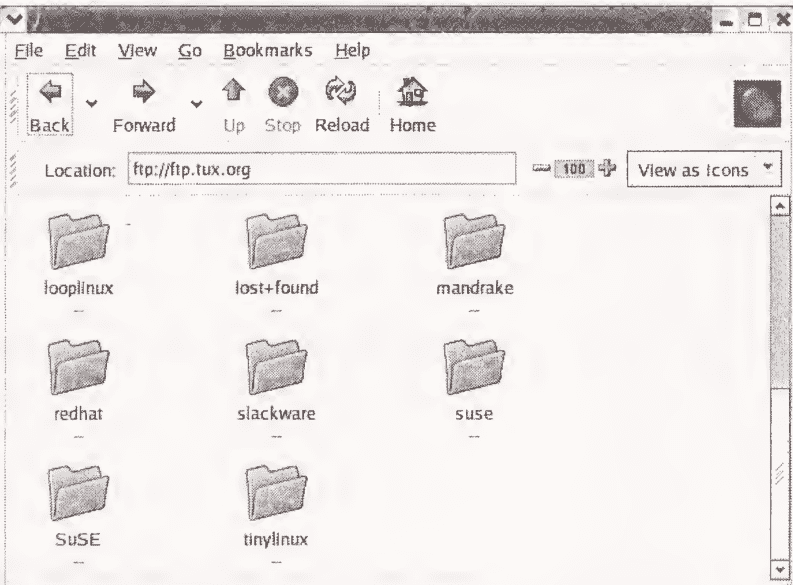 File Edit View Go Bookmarks Help
Back Forward Up Stop Reload Home
Location: ftp://ftp.tux.org 100 View as Icons
looplinux lost+found mandrake
-- -- --
redhat slackware suse
-- -- --
SuSE tinylinux
-- --